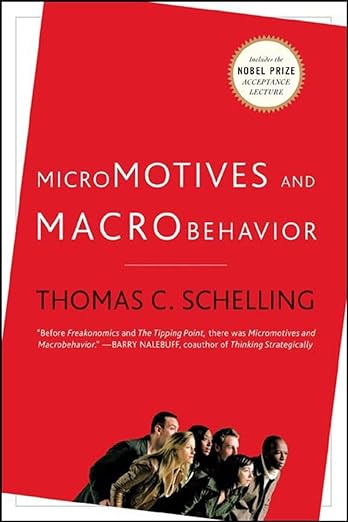 Includes the
NOBEL PRIZE
ACCEPTANCE
LECTURE
MICROMOTIVES AND
MACROBEHAVIOR
THOMAS C. SCHELLING
"Before Freakonomics and The Tipping Point, there was Micromotives and
Macrobehavior." —BARRY NALEBUFF, coauthor of Thinking Strategically